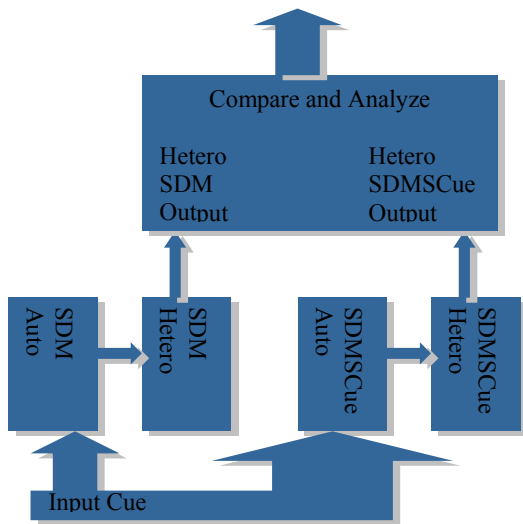 Compare and Analyze
Hetero
SDM
Output
Hetero
SDMSCue
Output
SDM
Auto
SDM
Hetero
SDMSCue
Auto
SDMSCue
Hetero
Input Cue